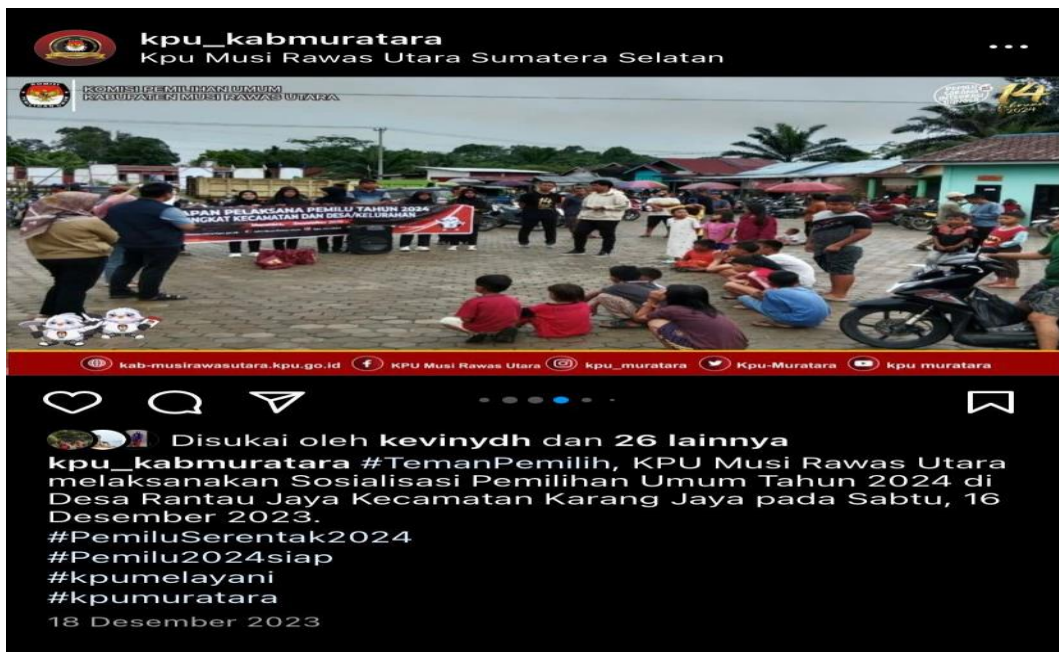 kpu_kabmuratara
Kpu Musi Rawas Utara Sumatera Selatan
KOMISI PEMILIHAN UMUM
KABUPATEN MUSI RAWAS UTARA
14
2024
APAN PELAKSANA PEMILU TAHUN 2024
NGKAT KECAMATAN DAN DESA/KELURAHAN
kab-musirawasutara.kpu.go.id KPU Musi Rawas Utara kpu_muratara Kpu-Muratara kpu muratara
Disukai oleh kevinydh dan 26 lainnya
kpu_kabmuratara #TemanPemilih, KPU Musi Rawas Utara
melaksanakan Sosialisasi Pemilihan Umum Tahun 2024 di
Desa Rantau Jaya Kecamatan Karang Jaya pada Sabtu, 16
Desember 2023.
#PemiluSerentak2024
#Pemilu2024siap
#kpumelayani
#kpumuratara
18 Desember 2023